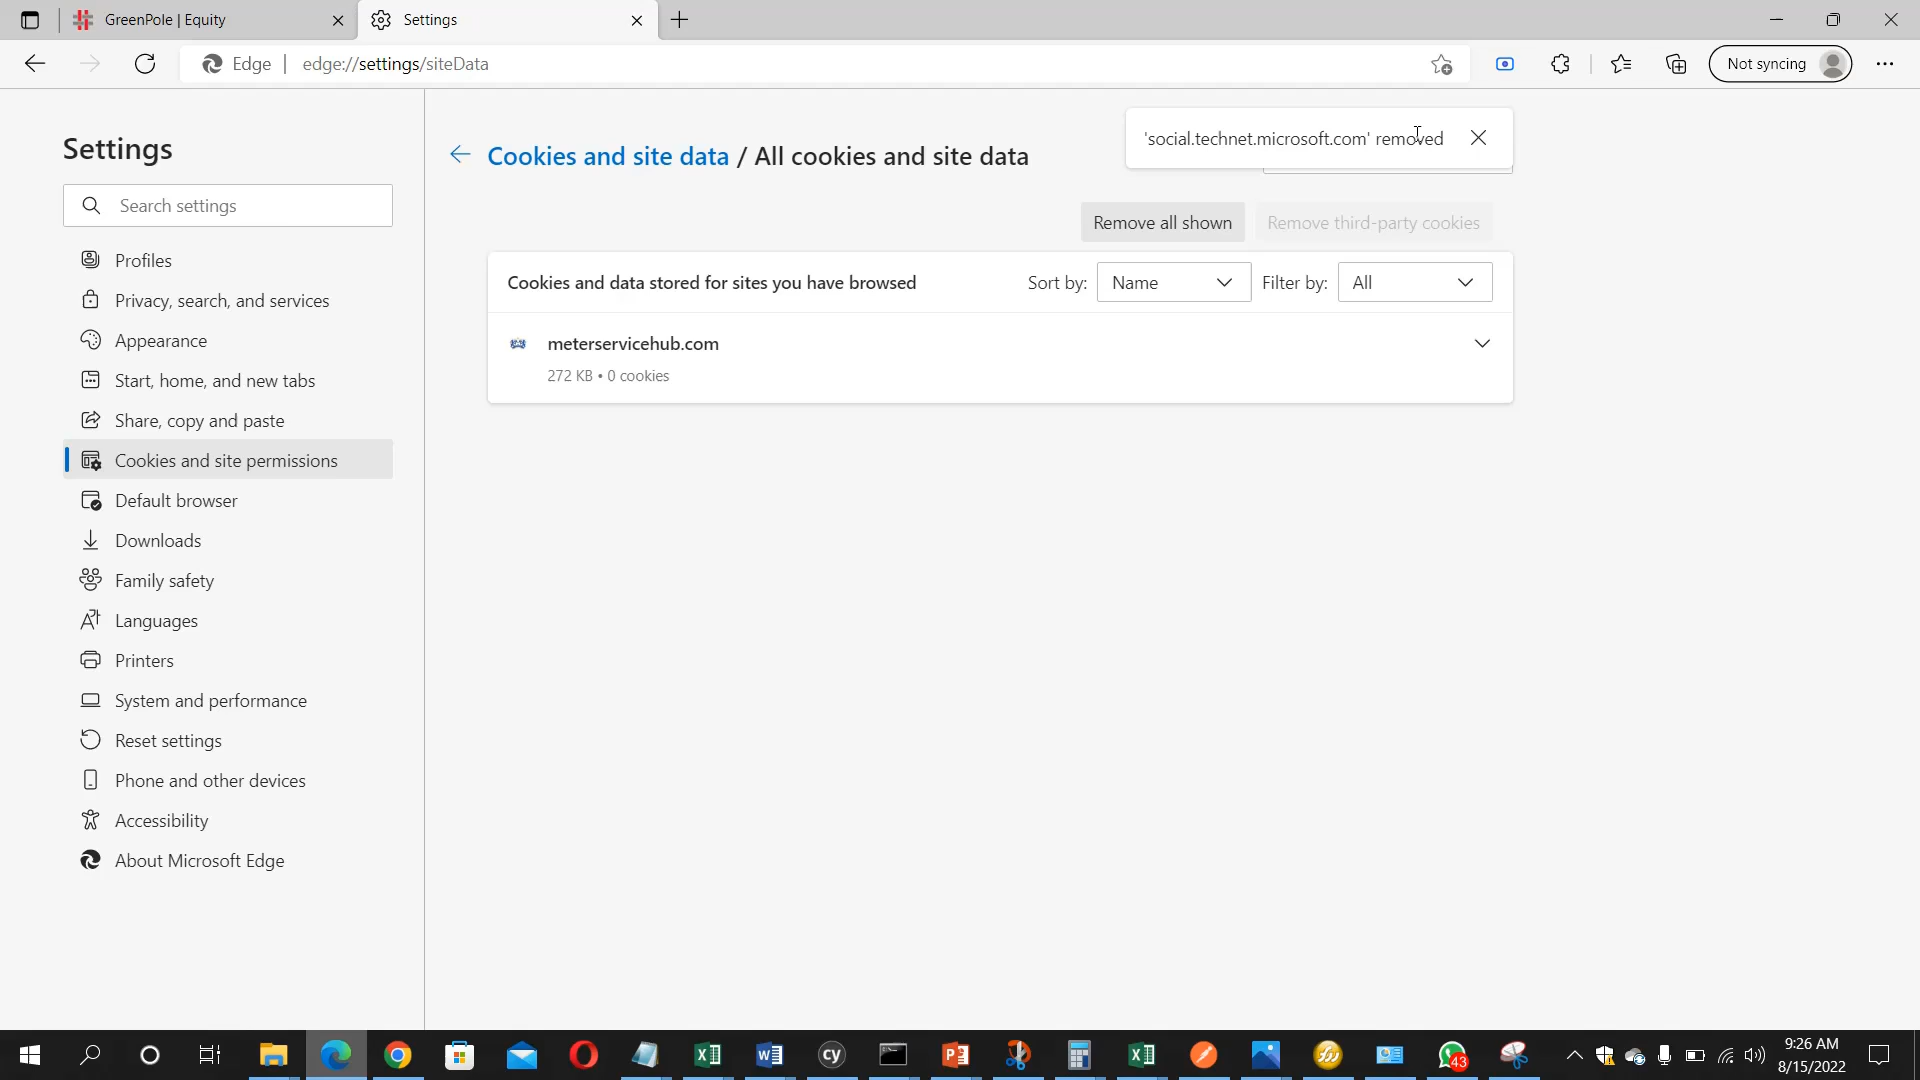 GreenPole | Equity
Settings
Edge | edge://settings/siteData
Not syncing
Settings
Search settings
Profiles
Privacy, search, and services
Appearance
Start, home, and new tabs
Share, copy and paste
Cookies and site permissions
Default browser
Downloads
Family safety
Languages
Printers
System and performance
Reset settings
Phone and other devices
Accessibility
About Microsoft Edge
Cookies and site data / All cookies and site data
'social.technet.microsoft.com' removed
Remove all shown
Remove third-party cookies
Cookies and data stored for sites you have browsed
Sort by: Name
Filter by: All
meterservicehub.com
272 KB • 0 cookies
cy
43
9:26 AM
8/15/2022